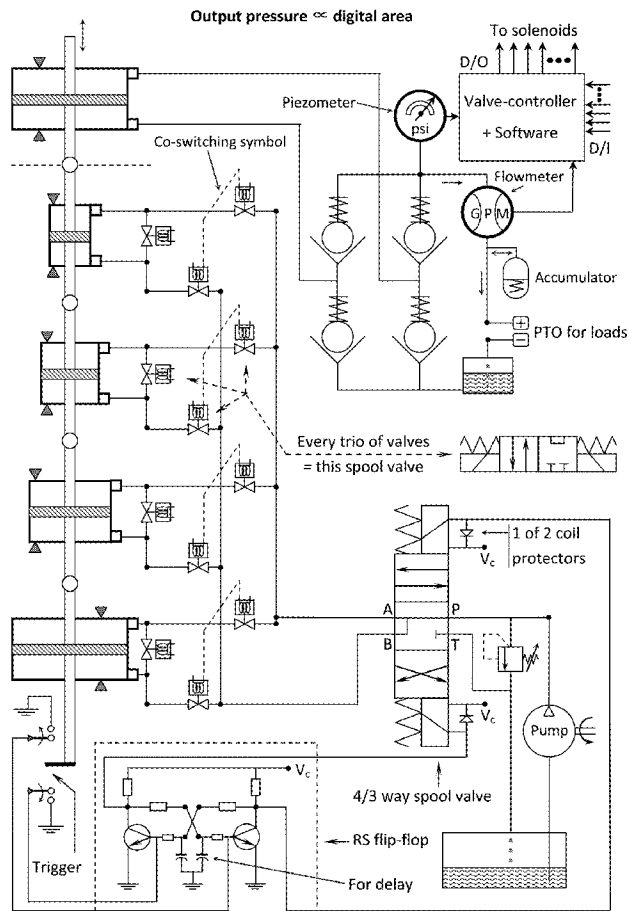 Output pressure ∝ digital area
To solenoids
D/O
Piezometer
psi
Valve-controller
+ Software
D/I
Co-switching symbol
Flowmeter
G P M
Accumulator
+
PTO for loads
−
Every trio of valves
= this spool valve
1 of 2 coil
protectors
Vc
A
P
B
T
Vc
Pump
4/3 way spool valve
Vc
RS flip-flop
Trigger
For delay